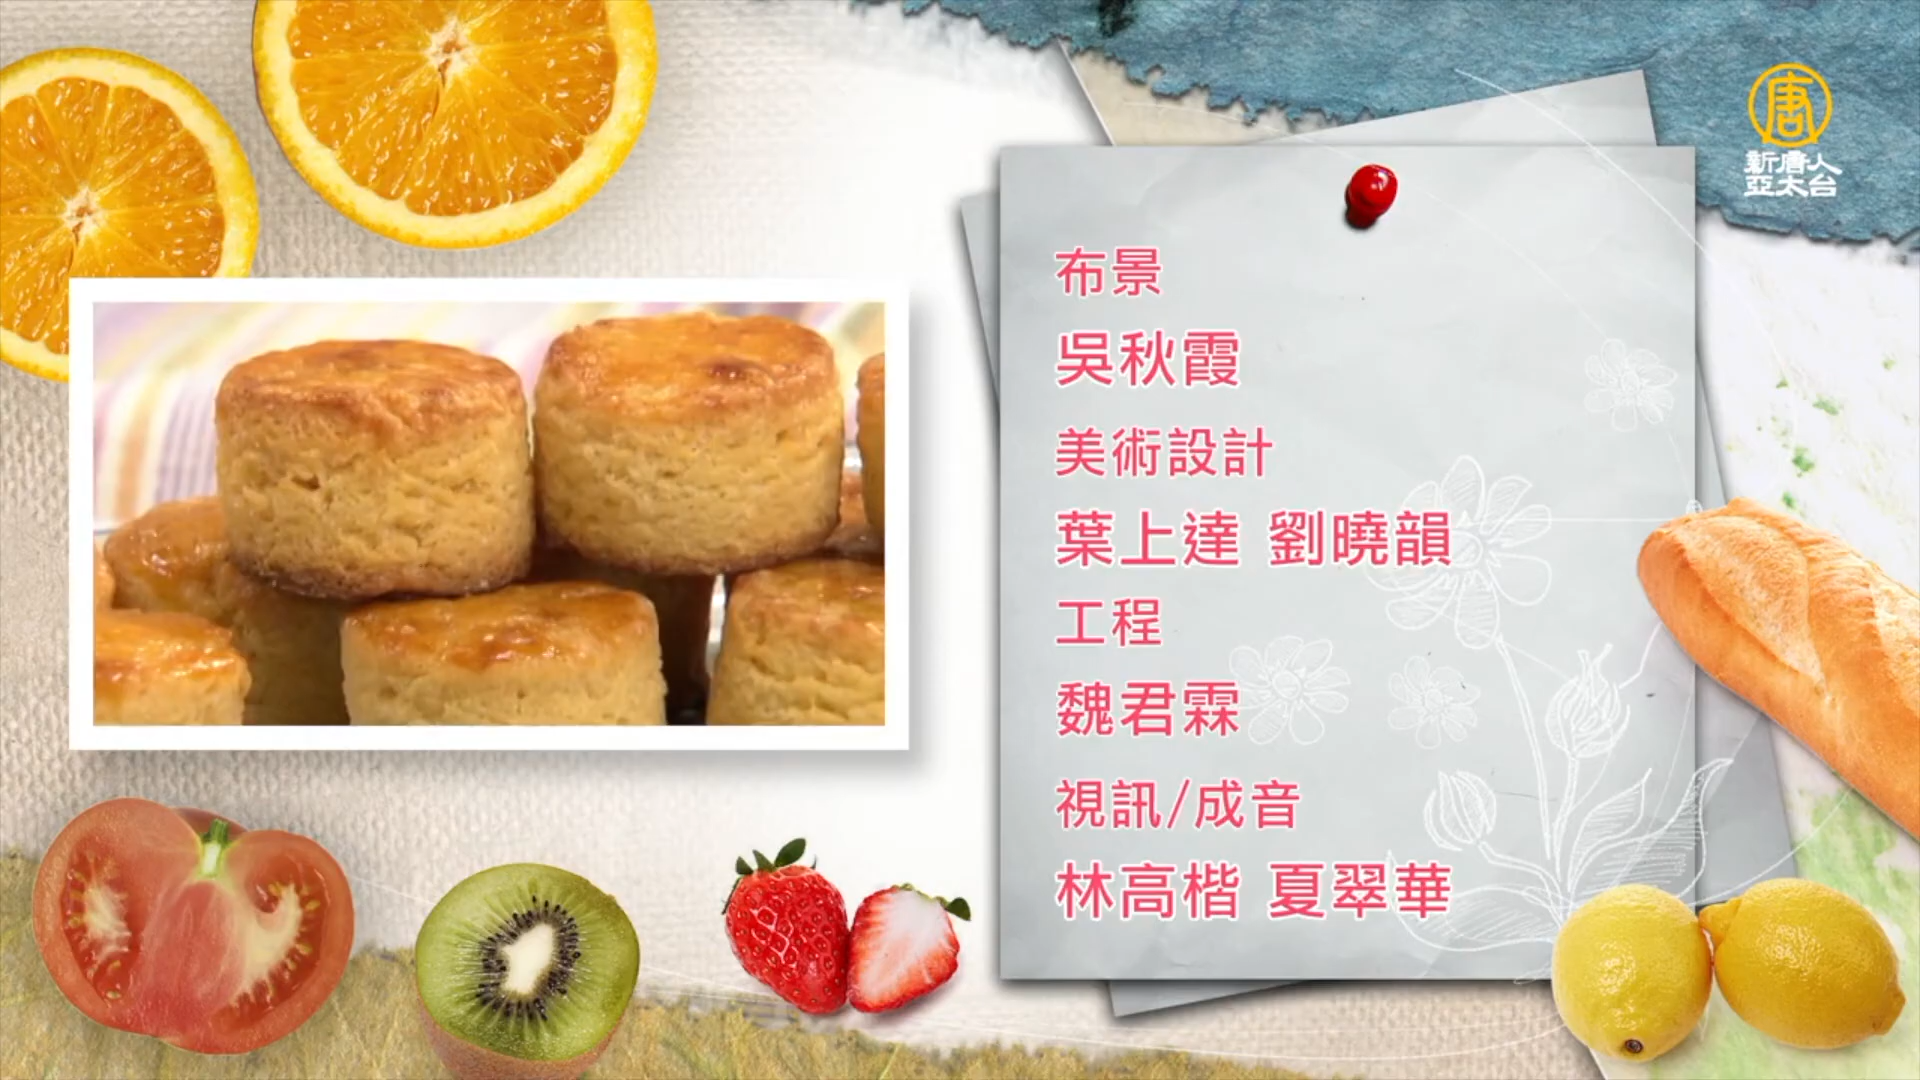 布景
吳秋霞
美術設計
葉上達 劉曉韻
工程
魏君霖
視訊/成音
林高楷 夏翠華
唐
新唐人
亞太台